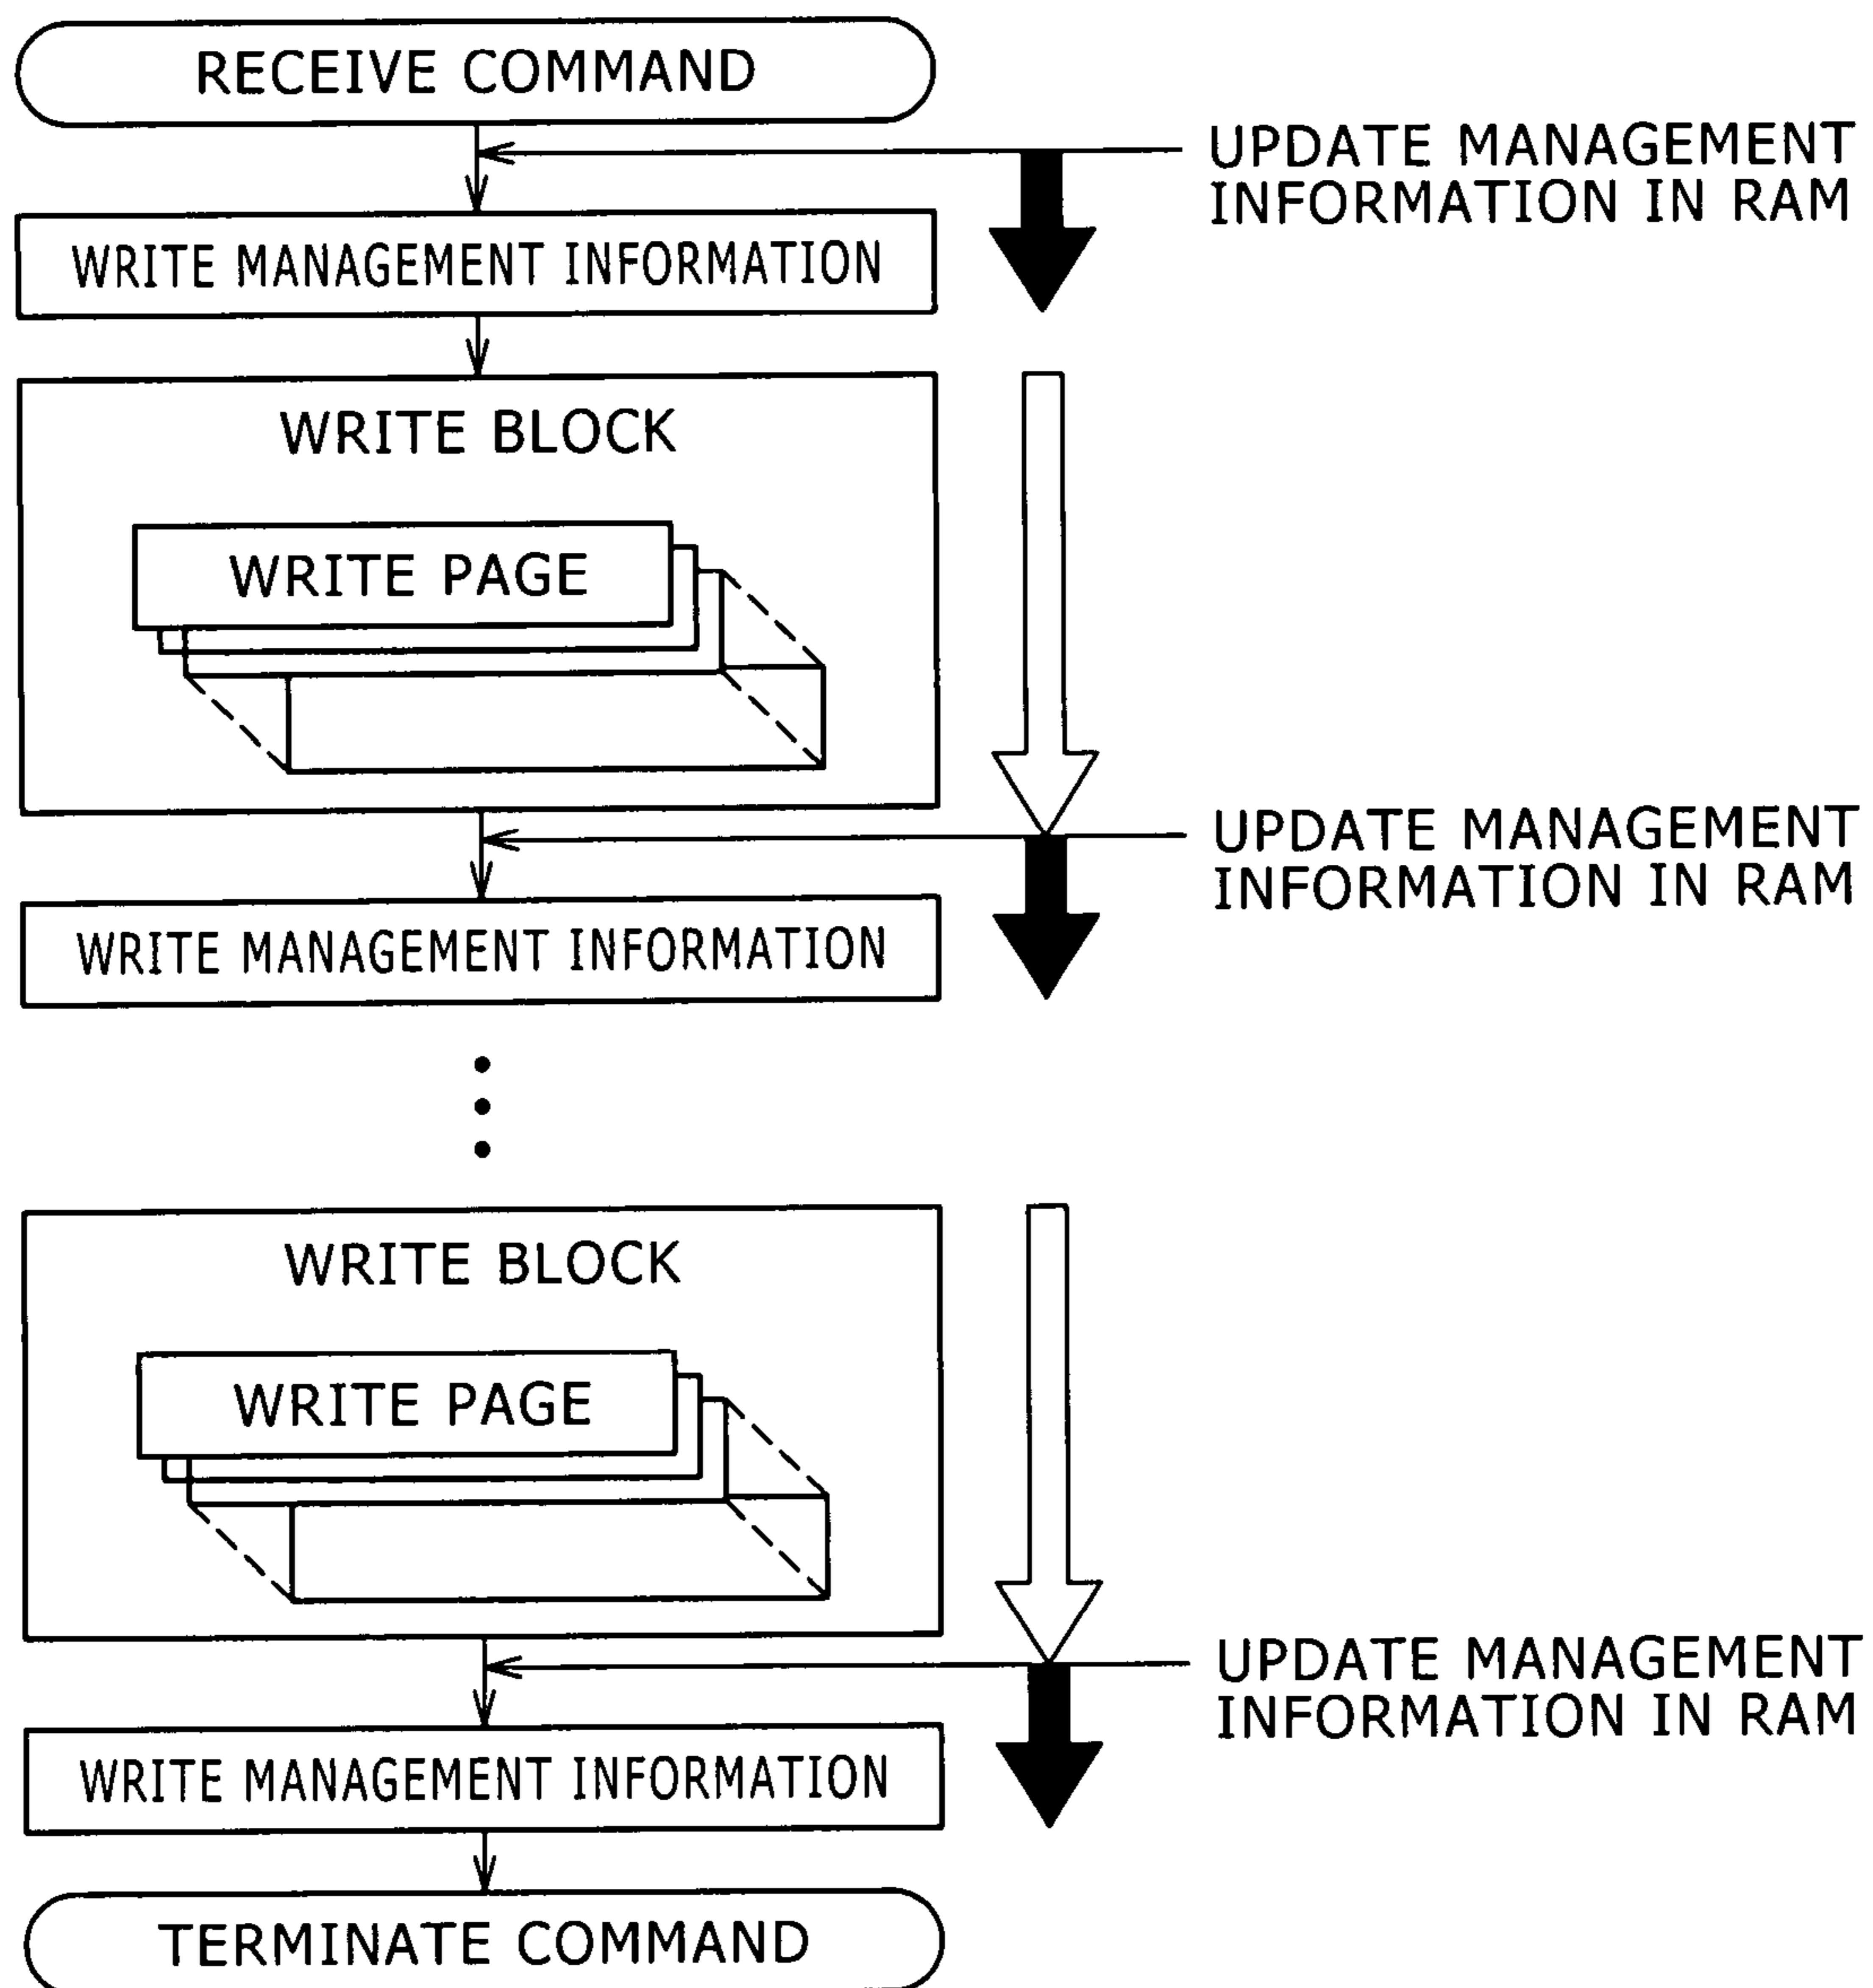 RECEIVE COMMAND
UPDATE MANAGEMENT
INFORMATION IN RAM
WRITE MANAGEMENT INFORMATION
WRITE BLOCK
WRITE PAGE
UPDATE MANAGEMENT
INFORMATION IN RAM
WRITE MANAGEMENT INFORMATION
WRITE BLOCK
WRITE PAGE
UPDATE MANAGEMENT
INFORMATION IN RAM
WRITE MANAGEMENT INFORMATION
TERMINATE COMMAND